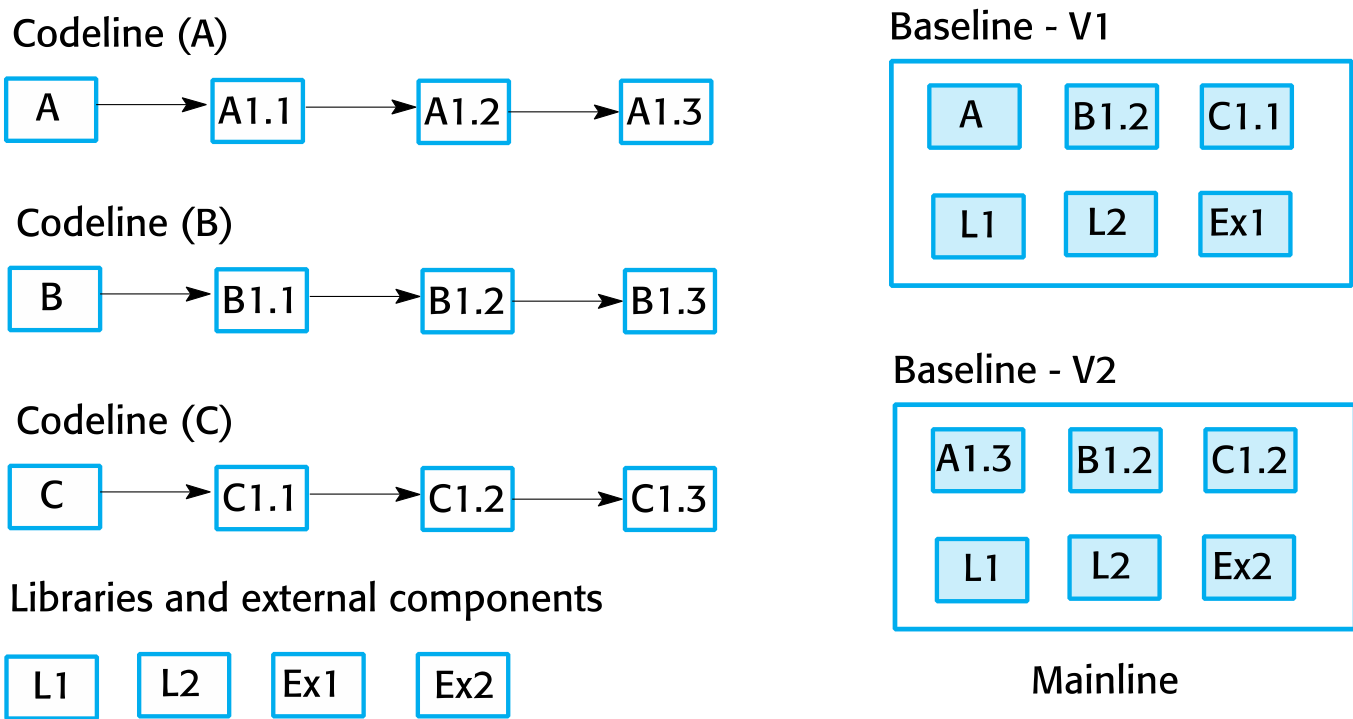 Codeline (A)
A A1.1 A1.2 A1.3
Codeline (B)
B B1.1 B1.2 B1.3
Codeline (C)
C C1.1 C1.2 C1.3
Libraries and external components
L1 L2 Ex1 Ex2
Baseline - V1
A B1.2 C1.1
L1 L2 Ex1
Baseline - V2
A1.3 B1.2 C1.2
L1 L2 Ex2
Mainline